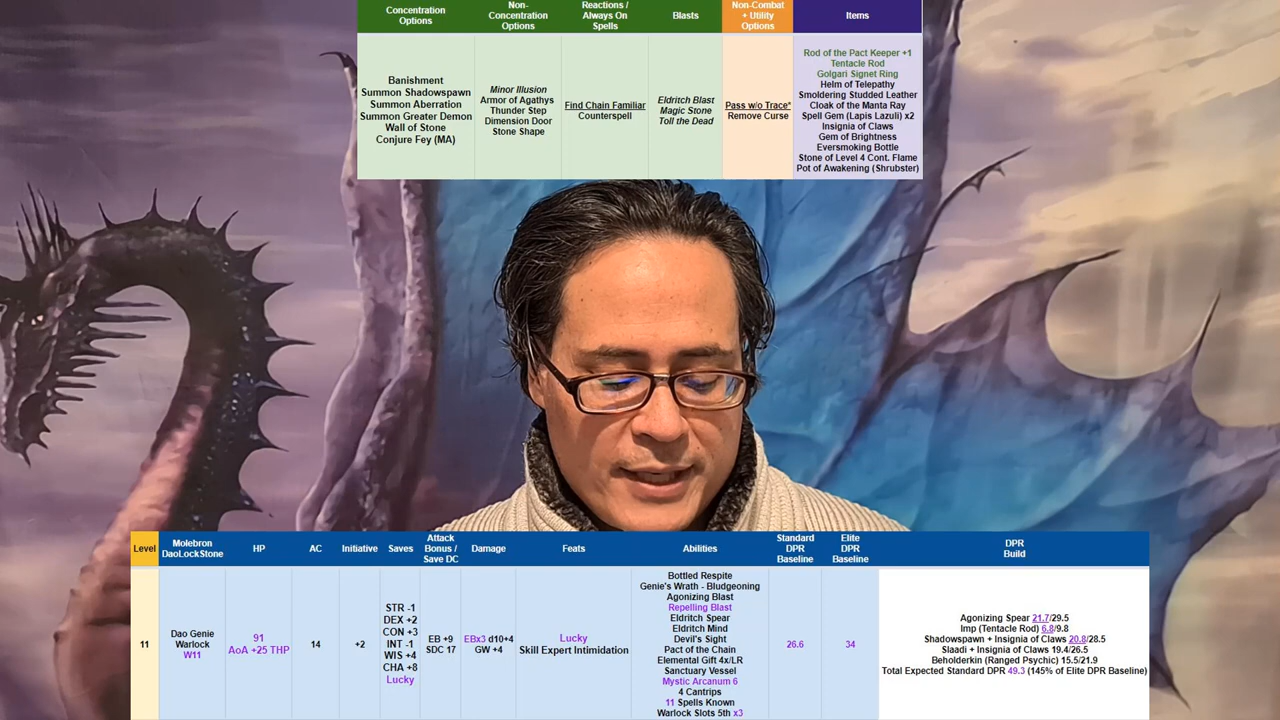 Concentration
Options
Non-
Concentration
Options
Reactions /
Always On
Spells
Blasts
Non-Combat
+ Utility
Options
Items
Banishment
Summon Shadowspawn
Summon Aberration
Summon Greater Demon
Wall of Stone
Conjure Fey (MA)
Minor Illusion
Armor of Agathys
Thunder Step
Dimension Door
Stone Shape
Find Chain Familiar
Counterspell
Eldritch Blast
Magic Stone
Toll the Dead
Pass w/o Trace*
Remove Curse
Rod of the Pact Keeper +1
Tentacle Rod
Golgari Signet Ring
Helm of Telepathy
Smoldering Studded Leather
Cloak of the Manta Ray
Spell Gem (Lapis Lazuli) x2
Insignia of Claws
Gem of Brightness
Eversmoking Bottle
Stone of Level 4 Cont. Flame
Pot of Awakening (Shrubster)
Level
Molebron
DaoLockStone
HP
AC
Initiative
Saves
Attack
Bonus /
Save DC
Damage
Feats
Abilities
Standard
DPR
Baseline
Elite
DPR
Baseline
DPR
Build
11
Dao Genie
Warlock
W11
91
AoA +25 THP
14
+2
STR -1
DEX +2
CON +3
INT -1
WIS +4
CHA +8
Lucky
EB +9
SDC 17
EBx3 d10+4
GW +4
Lucky
Skill Expert Intimidation
Bottled Respite
Genie's Wrath - Bludgeoning
Agonizing Blast
Repelling Blast
Eldritch Spear
Eldritch Mind
Devil's Sight
Pact of the Chain
Elemental Gift 4x/LR
Sanctuary Vessel
Mystic Arcanum 6
4 Cantrips
11 Spells Known
Warlock Slots 5th x3
26.6
34
Agonizing Spear 21.7/29.5
Imp (Tentacle Rod) 6.8/9.8
Shadowspawn + Insignia of Claws 20.8/28.5
Slaadi + Insignia of Claws 19.4/26.5
Beholderkin (Ranged Psychic) 15.5/21.9
Total Expected Standard DPR 49.3 (145% of Elite DPR Baseline)